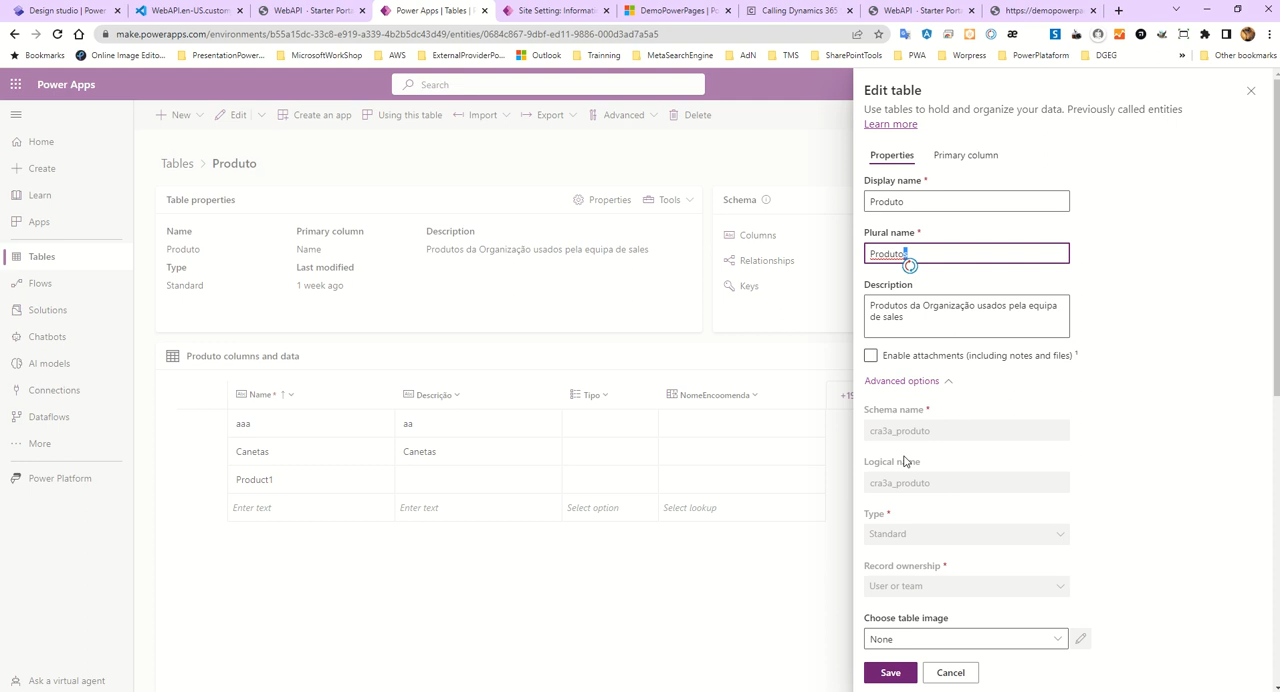 Design studio | Power
WebAPI.en-US.custom
WebAPI · Starter Porta
Power Apps | Tables | P
Site Setting: Informati
DemoPowerPages | Po
Calling Dynamics 365
WebAPI · Starter Port
https://demopowerpa
make.powerapps.com/environments/b55a15dc-33c8-e919-a339-4b2b5dc43d49/entities/0684c867-9dbf-ed11-9886-000d3ad7a5a5
Bookmarks
Online Image Edito...
PresentationPower...
MicrosoftWorkShop
AWS
ExternalProviderPo...
Outlook
Trainning
MetaSearchEngine
AdN
TMS
SharePointTools
PWA
Worpress
PowerPlataform
DGEG
Other bookmarks
Power Apps
Search
New
Edit
Create an app
Using this table
Import
Export
Advanced
Delete
Home
Create
Learn
Apps
Tables
Flows
Solutions
Chatbots
AI models
Connections
Dataflows
More
Power Platform
Ask a virtual agent
Tables > Produto
Table properties
Properties
Tools
Name
Primary column
Description
Produto
Name
Produtos da Organização usados pela equipa de sales
Type
Last modified
Standard
1 week ago
Schema
Columns
Relationships
Keys
Produto columns and data
Name *
Descrição
Tipo
NomeEncoomenda
+19
aaa
aa
Canetas
Canetas
Product1
Enter text
Enter text
Select option
Select lookup
Edit table
Use tables to hold and organize your data. Previously called entities
Learn more
Properties
Primary column
Display name *
Produto
Plural name *
Produtos
Description
Produtos da Organização usados pela equipa
de sales
Enable attachments (including notes and files) ¹
Advanced options
Schema name *
cra3a_produto
Logical name
cra3a_produto
Type *
Standard
Record ownership *
User or team
Choose table image
None
Save
Cancel